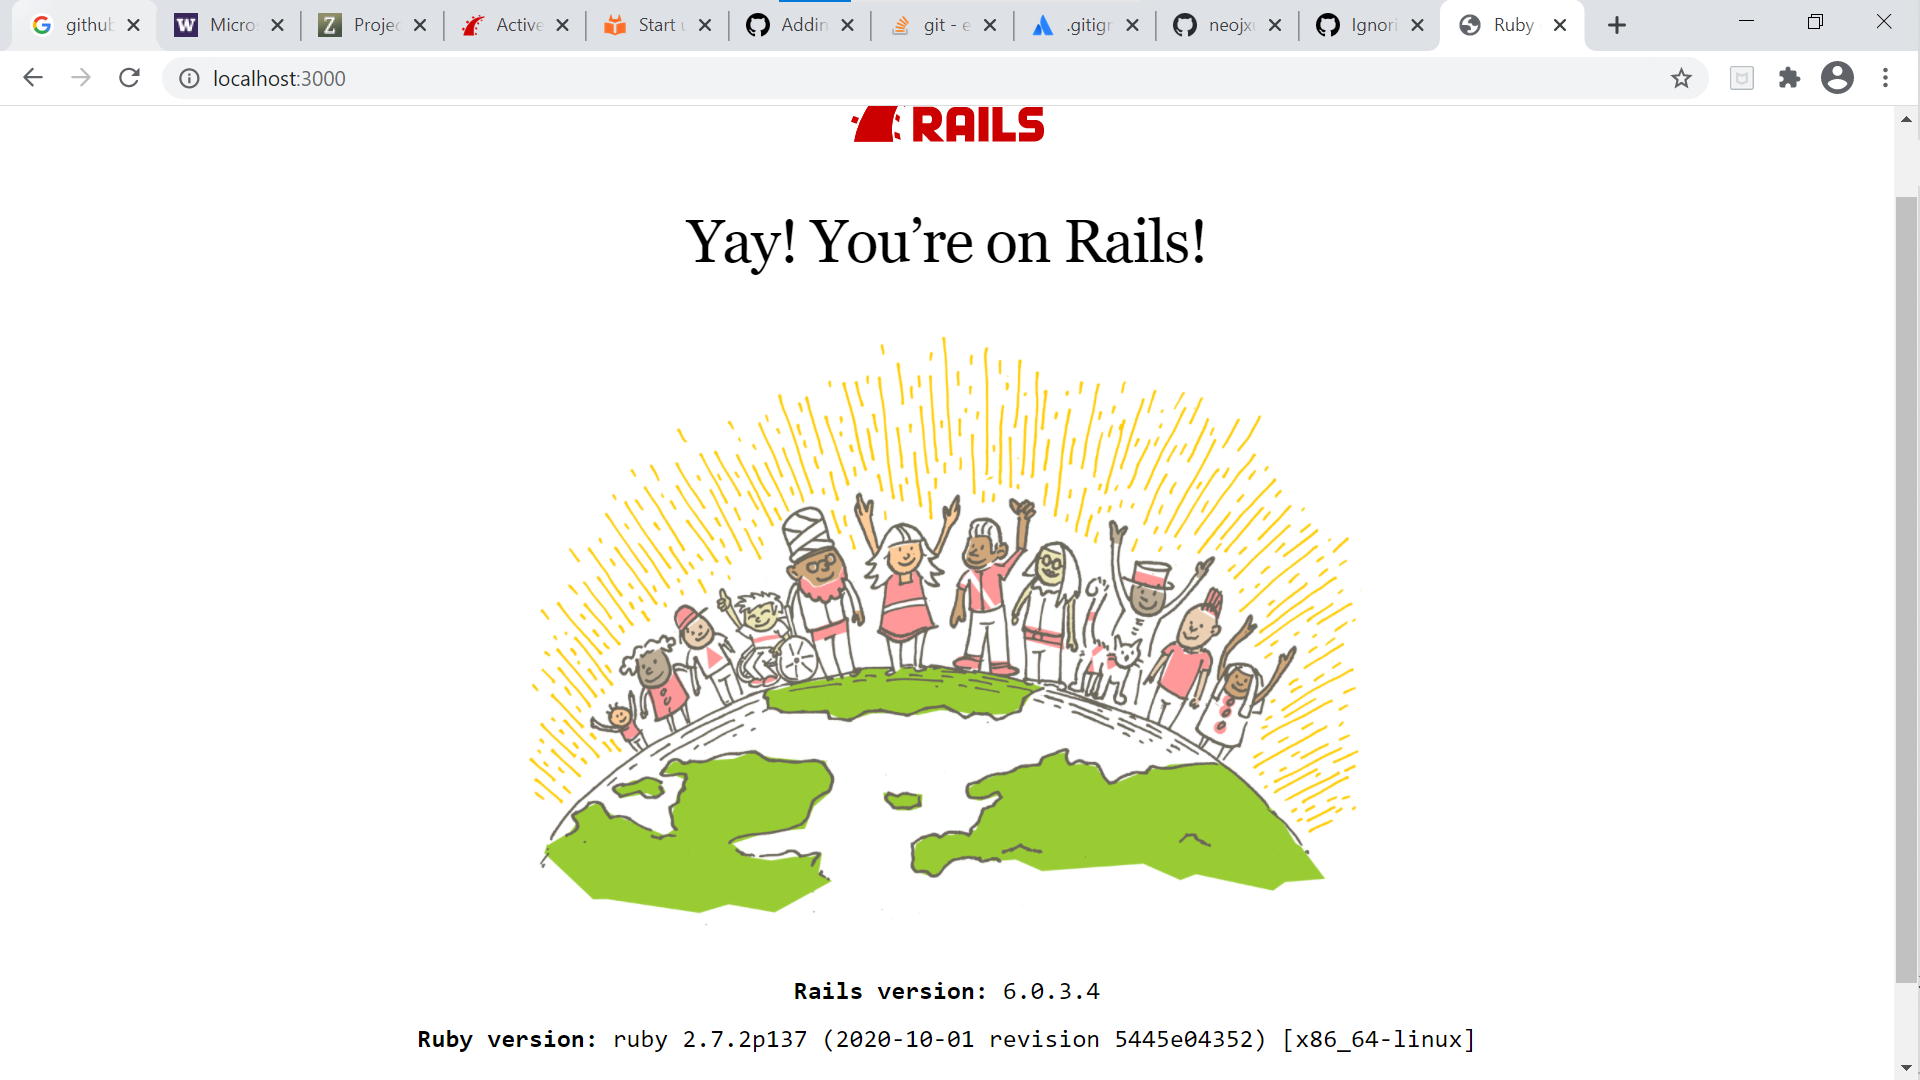 github
Micro
Projec
Active
Start u
Addin
git - e
.gitigr
neojx
Ignori
Ruby
localhost:3000
RAILS
Yay! You’re on Rails!
Rails version: 6.0.3.4
Ruby version: ruby 2.7.2p137 (2020-10-01 revision 5445e04352) [x86_64-linux]